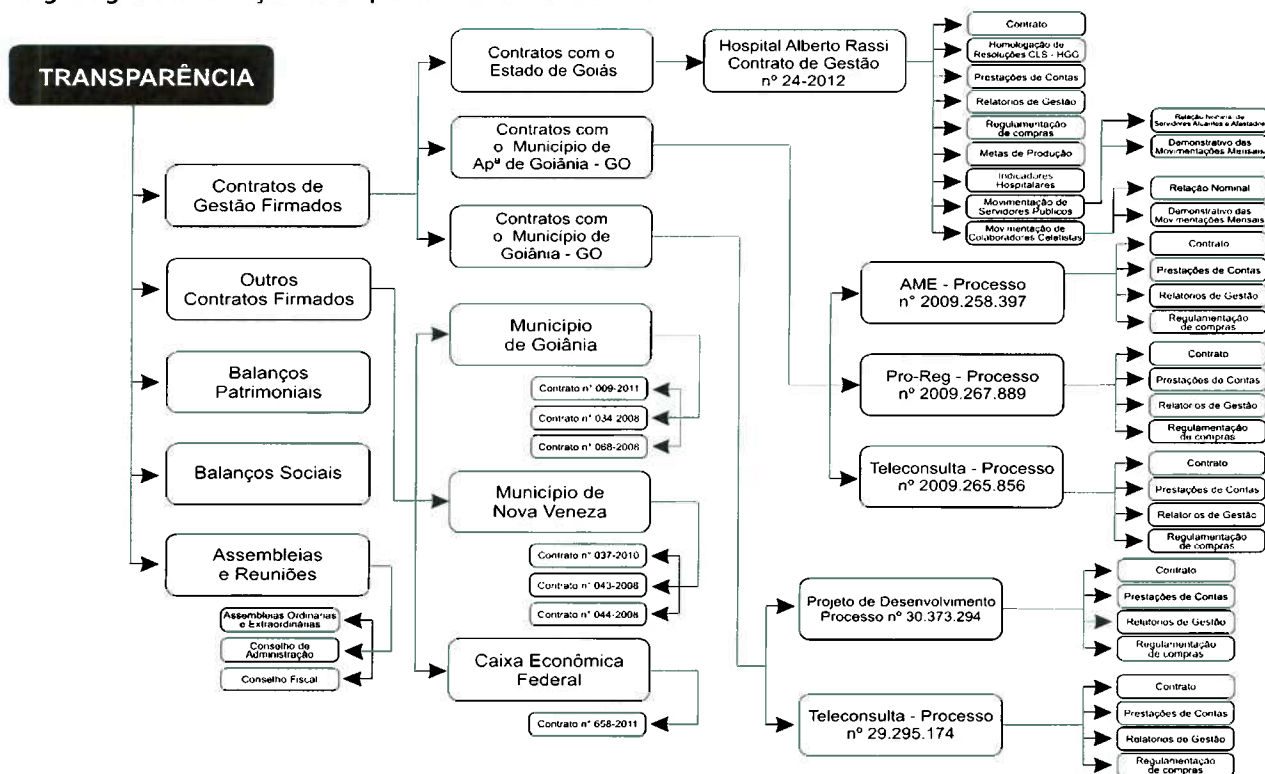 TRANSPARÊNCIA
Contratos de
Gestão Firmados
Outros
Contratos Firmados
Balanços
Patrimoniais
Balanços Sociais
Assembleias
e Reuniões
Assembleias Ordinárias
e Extraordinárias
Conselho de
Administração
Conselho Fiscal
Contratos com o
Estado de Goiás
Contratos com
o Município de
Apª de Goiânia - GO
Contratos com
o Município de
Goiânia - GO
Município
de Goiânia
Contrato n° 009-2011
Contrato n° 034-2008
Contrato n° 068-2008
Município de
Nova Veneza
Contrato n° 037-2010
Contrato n° 043-2008
Contrato n° 044-2008
Caixa Econômica
Federal
Contrato n° 658-2011
Hospital Alberto Rassi
Contrato de Gestão
nº 24-2012
Contrato
Homologação de
Resoluções CLS - HGG
Prestações de Contas
Relatórios de Gestão
Regulamentação
de compras
Metas de Produção
Indicadores
Hospitalares
Movimentação de
Servidores Públicos
Movimentação de
Colaboradores Celetistas
Relação Nominal de
Servidores Atuantes e Afastados
Demonstrativo das
Movimentações Mensais
Relação Nominal
Demonstrativo das
Movimentações Mensais
AME - Processo
n° 2009.258.397
Contrato
Prestações de Contas
Relatórios de Gestão
Regulamentação
de compras
Pro-Reg - Processo
n° 2009.267.889
Contrato
Prestações de Contas
Relatórios de Gestão
Regulamentação
de compras
Teleconsulta - Processo
nº 2009.265.856
Contrato
Prestações de Contas
Relatórios de Gestão
Regulamentação
de compras
Projeto de Desenvolvimento
Processo nº 30.373.294
Contrato
Prestações de Contas
Relatórios de Gestão
Regulamentação
de compras
Teleconsulta - Processo
nº 29.295.174
Contrato
Prestações de Contas
Relatórios de Gestão
Regulamentação
de compras